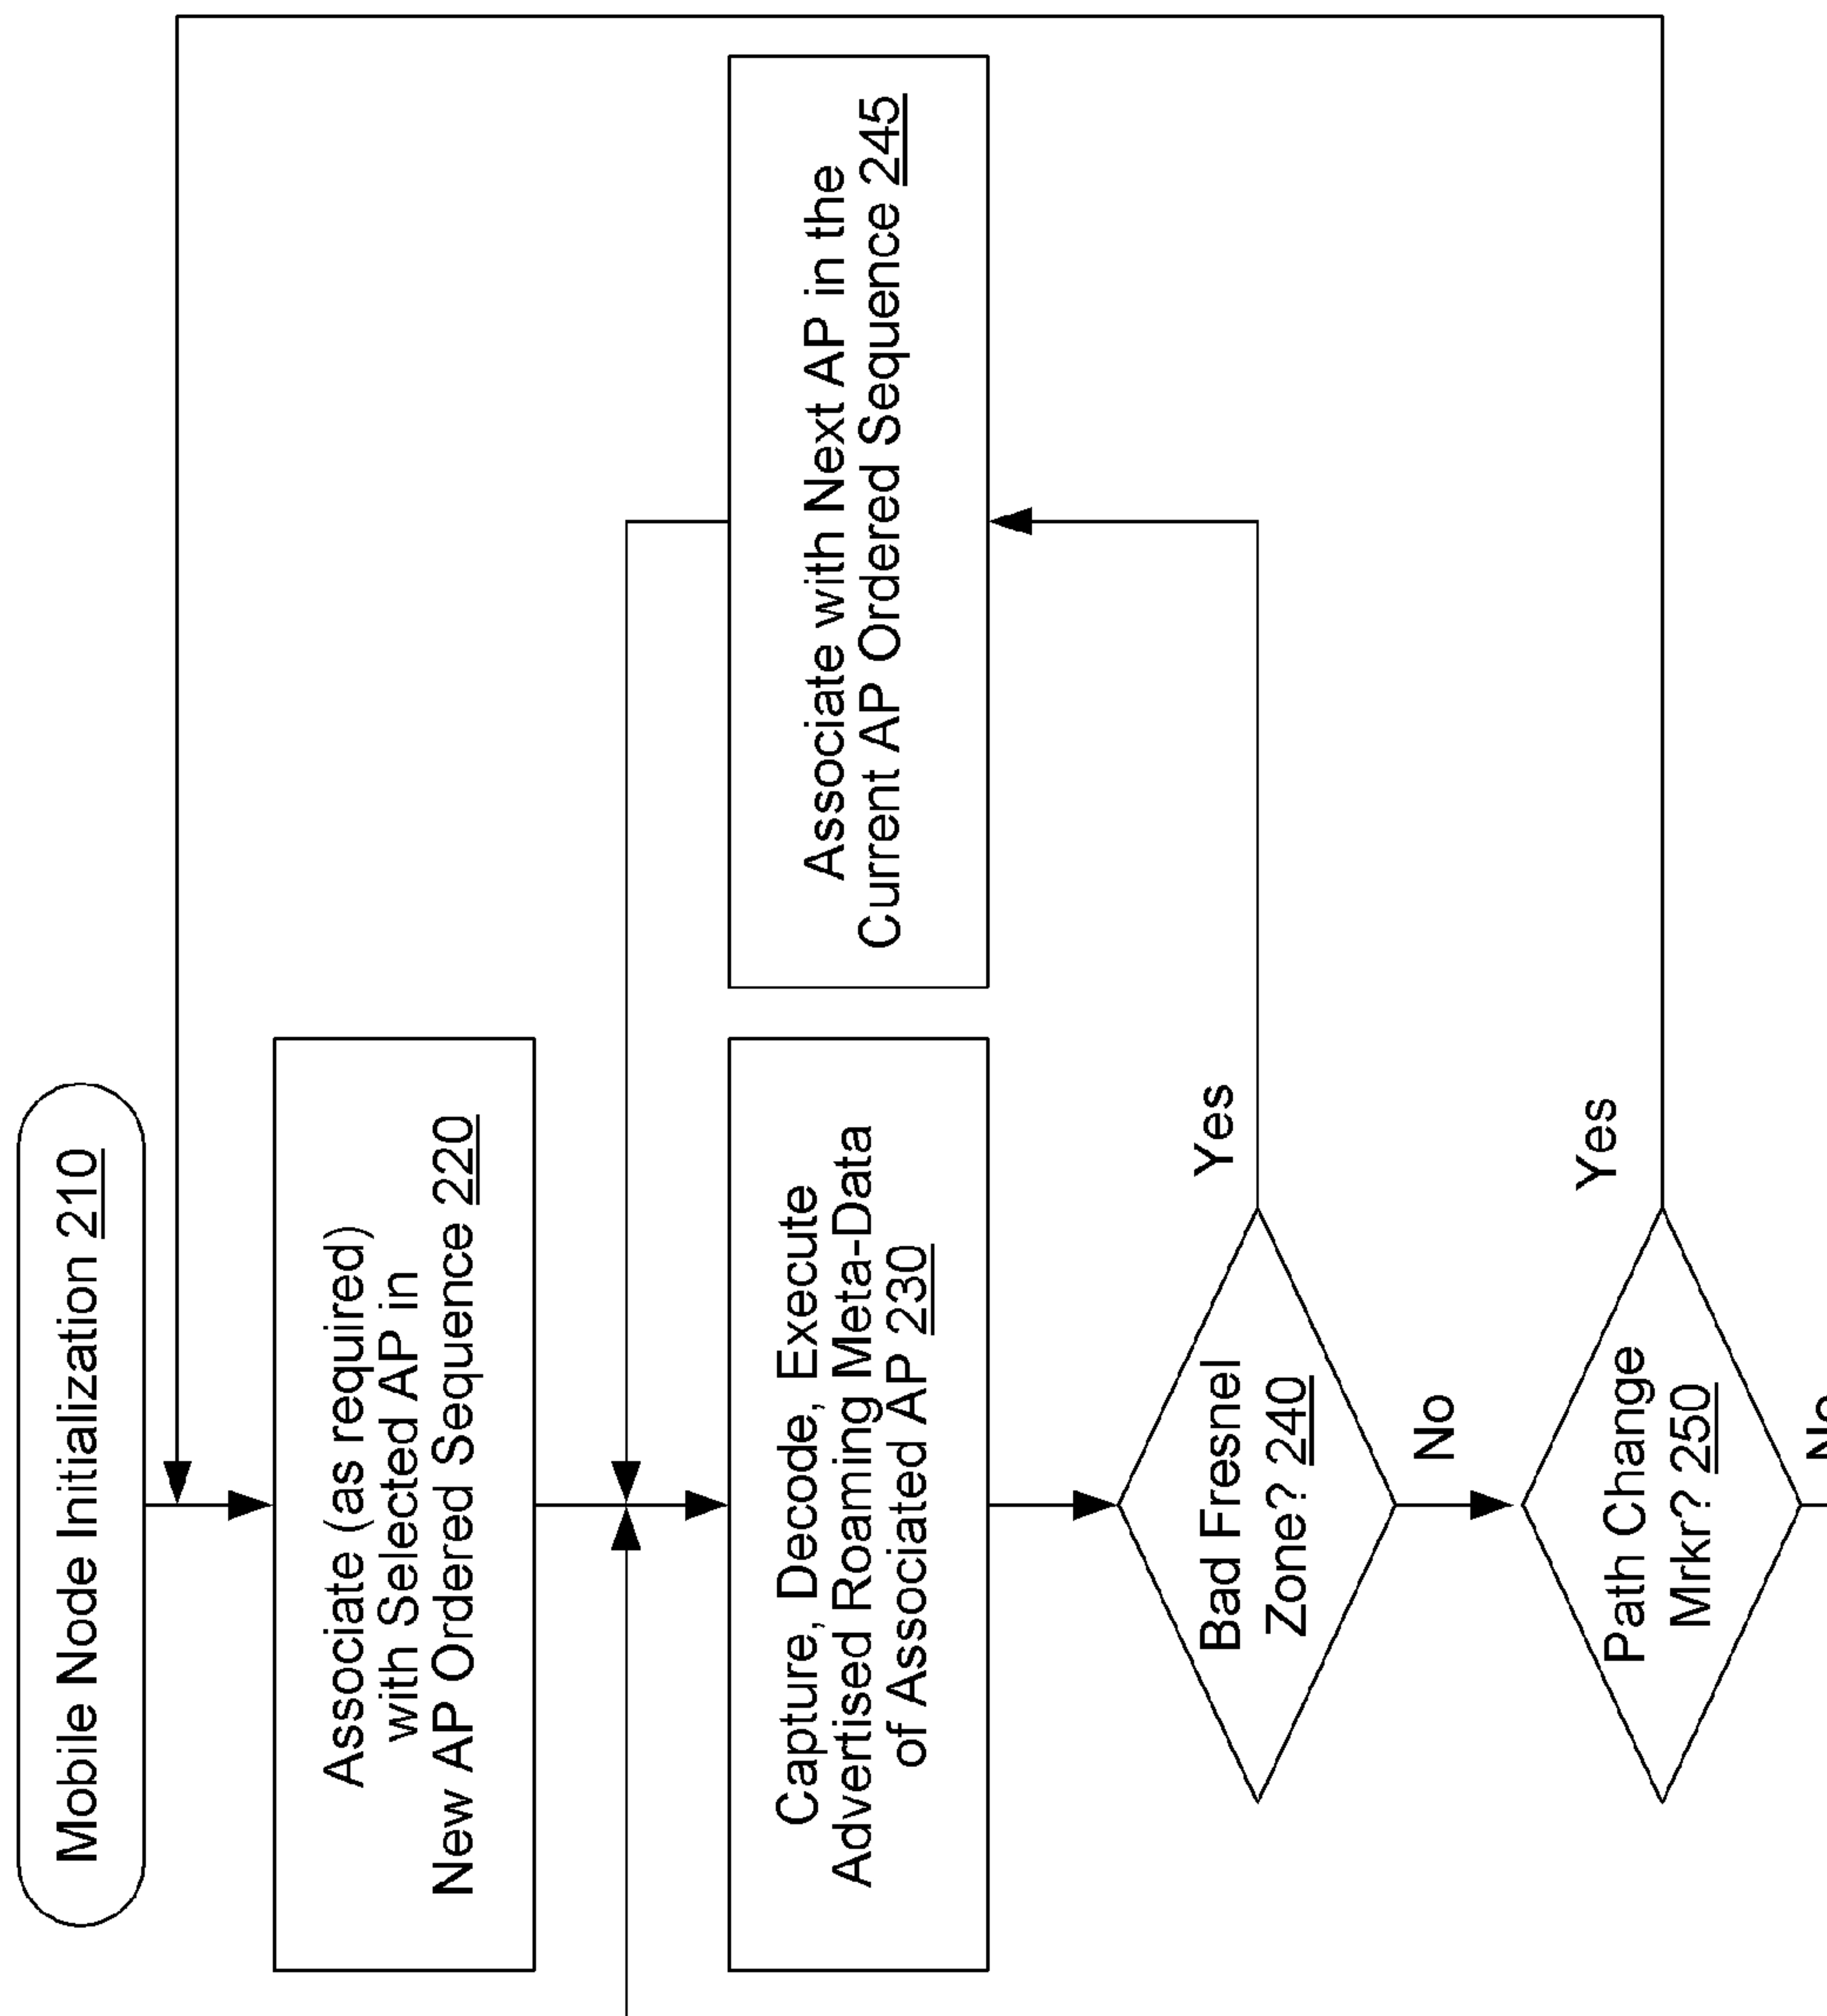 Mobile Node Initialization 210
Associate (as required)
with Selected AP in
New AP Ordered Sequence 220
Capture, Decode, Execute
Advertised Roaming Meta-Data
of Associated AP 230
Associate with Next AP in the
Current AP Ordered Sequence 245
Bad Fresnel
Zone? 240
Yes
No
Path Change
Mrkr? 250
Yes
No